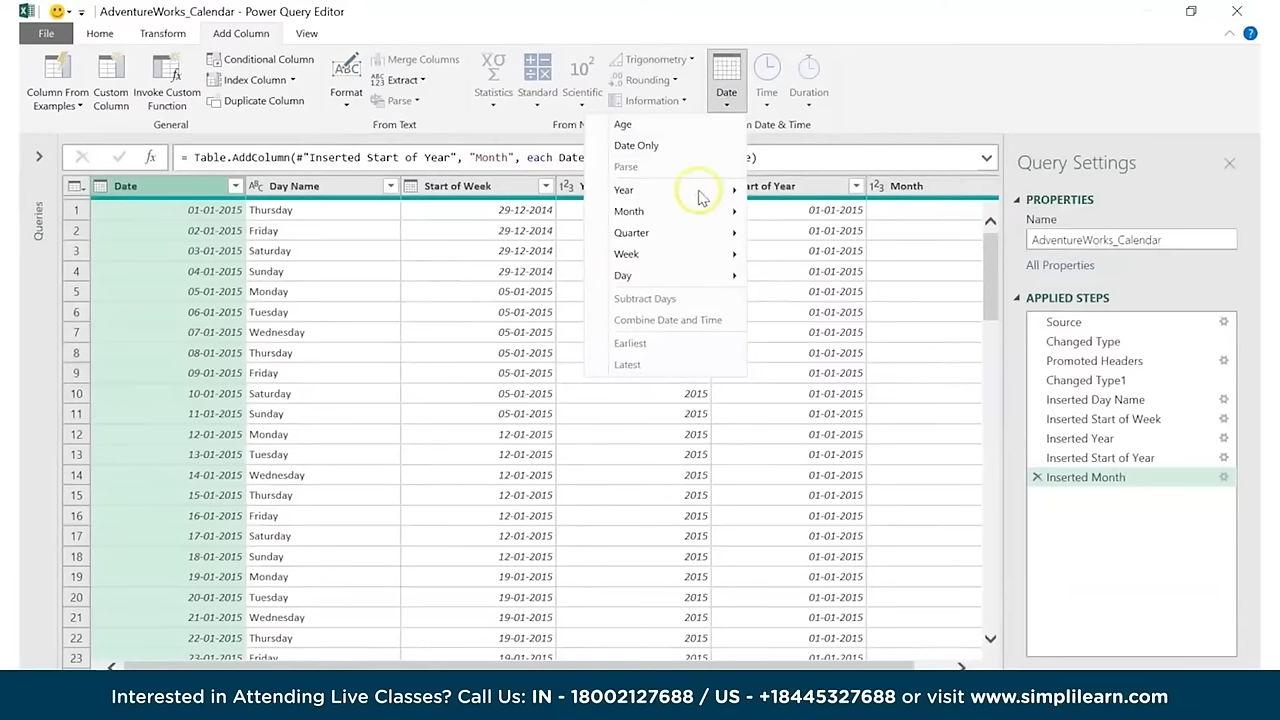 AdventureWorks_Calendar - Power Query Editor
File Home Transform Add Column View
Column From Examples
Custom Column
Invoke Custom Function
Conditional Column
Index Column
Duplicate Column
General
Format
Merge Columns
Extract
Parse
From Text
Statistics
Standard
Scientific
Trigonometry
Rounding
Information
From N
Date
Time
Duration
Date & Time
Age
Date Only
Parse
Year
Month
Quarter
Week
Day
Subtract Days
Combine Date and Time
Earliest
Latest
= Table.AddColumn(#"Inserted Start of Year", "Month", each Date e)
Queries
Date Day Name Start of Week Y art of Year Month
1 01-01-2015 Thursday 29-12-2014 01-01-2015
2 02-01-2015 Friday 29-12-2014 01-01-2015
3 03-01-2015 Saturday 29-12-2014 01-01-2015
4 04-01-2015 Sunday 29-12-2014 01-01-2015
5 05-01-2015 Monday 05-01-2015 01-01-2015
6 06-01-2015 Tuesday 05-01-2015 01-01-2015
7 07-01-2015 Wednesday 05-01-2015 01-01-2015
8 08-01-2015 Thursday 05-01-2015 01-01-2015
9 09-01-2015 Friday 05-01-2015 01-01-2015
10 10-01-2015 Saturday 05-01-2015 2015 01-01-2015
11 11-01-2015 Sunday 05-01-2015 2015 01-01-2015
12 12-01-2015 Monday 12-01-2015 2015 01-01-2015
13 13-01-2015 Tuesday 12-01-2015 2015 01-01-2015
14 14-01-2015 Wednesday 12-01-2015 2015 01-01-2015
15 15-01-2015 Thursday 12-01-2015 2015 01-01-2015
16 16-01-2015 Friday 12-01-2015 2015 01-01-2015
17 17-01-2015 Saturday 12-01-2015 2015 01-01-2015
18 18-01-2015 Sunday 12-01-2015 2015 01-01-2015
19 19-01-2015 Monday 19-01-2015 2015 01-01-2015
20 20-01-2015 Tuesday 19-01-2015 2015 01-01-2015
21 21-01-2015 Wednesday 19-01-2015 2015 01-01-2015
22 22-01-2015 Thursday 19-01-2015 2015 01-01-2015
23 23-01-2015 Friday 19-01-2015 2015 01-01-2015
Query Settings
PROPERTIES
Name
AdventureWorks_Calendar
All Properties
APPLIED STEPS
Source
Changed Type
Promoted Headers
Changed Type1
Inserted Day Name
Inserted Start of Week
Inserted Year
Inserted Start of Year
Inserted Month
Interested in Attending Live Classes? Call Us: IN - 18002127688 / US - +18445327688 or visit www.simplilearn.com